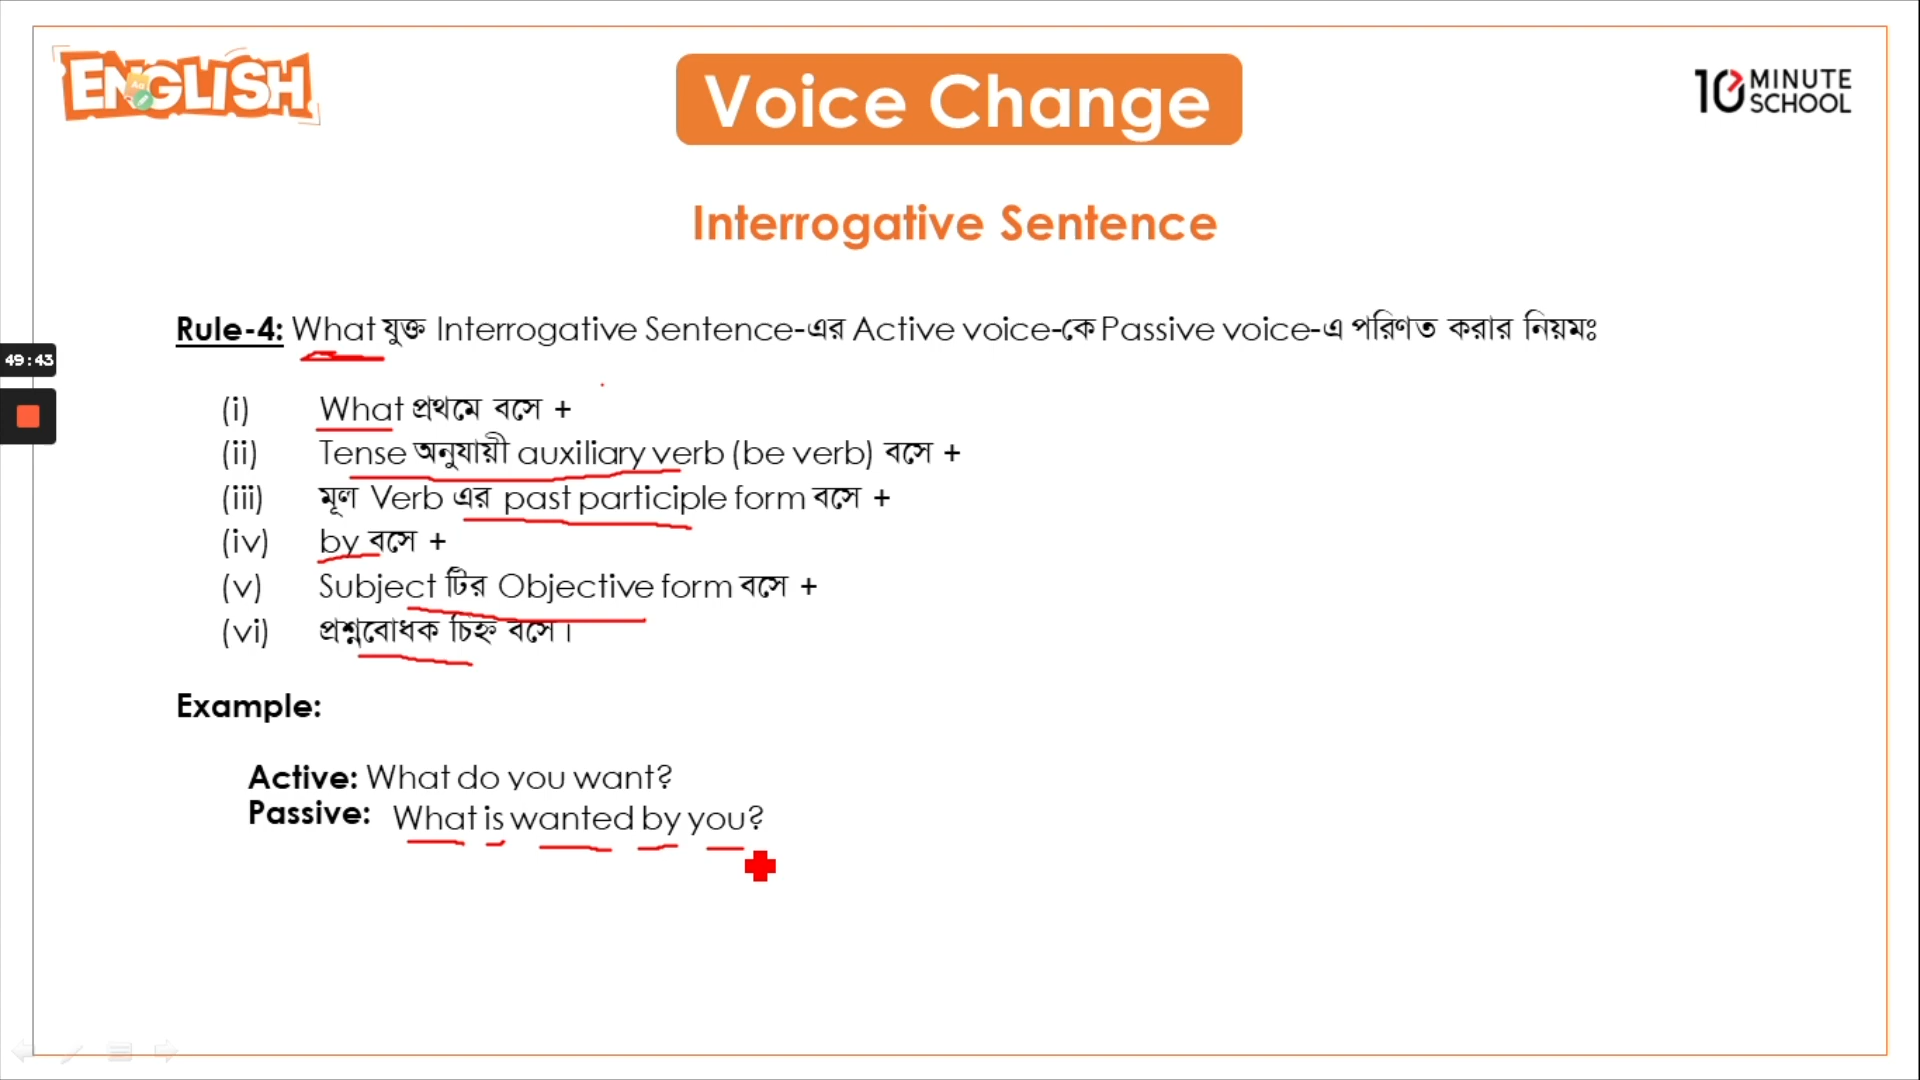 ENGLISH
Voice Change
10 MINUTE SCHOOL
Interrogative Sentence
Rule-4: What যুক্ত Interrogative Sentence-এর Active voice-কে Passive voice-এ পরিণত করার নিয়মঃ
49:43
(i) What প্রথমে বসে +
(ii) Tense অনুযায়ী auxiliary verb (be verb) বসে +
(iii) মূল Verb এর past participle form বসে +
(iv) by বসে +
(v) Subject টির Objective form বসে +
(vi) প্রশ্নবোধক চিহ্ন বসে।
Example:
Active: What do you want?
Passive: What is wanted by you?